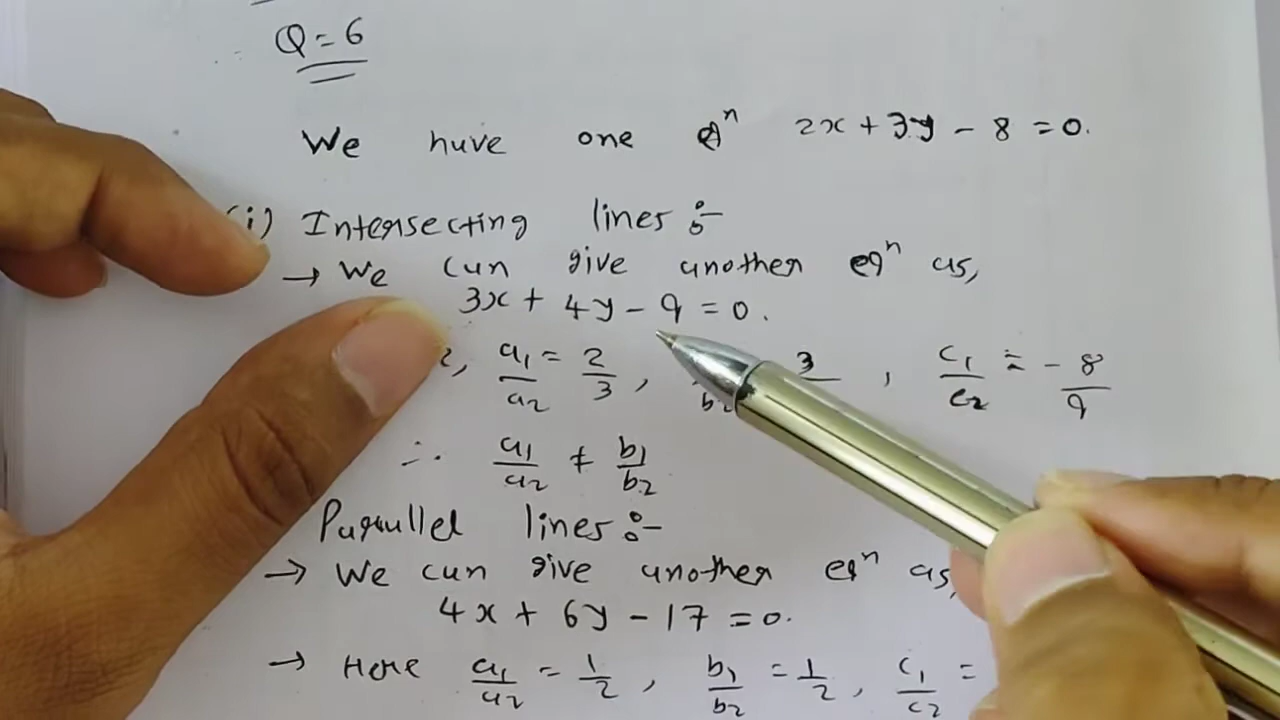 Q = 6
We have one eqⁿ 2x + 3y - 8 = 0.
(i) Intersecting lines :-
→ We can give another eqⁿ as,
3x + 4y - 9 = 0.
, a₁/a₂ = 2/3, b₂ 3 , c₁/c₂ = - 8/9
∴ a₁/a₂ ≠ b₁/b₂
Parallel lines :-
→ We can give another eqⁿ as,
4x + 6y - 17 = 0.
→ Here a₁/a₂ = 1/2, b₁/b₂ = 1/2, c₁/c₂ =